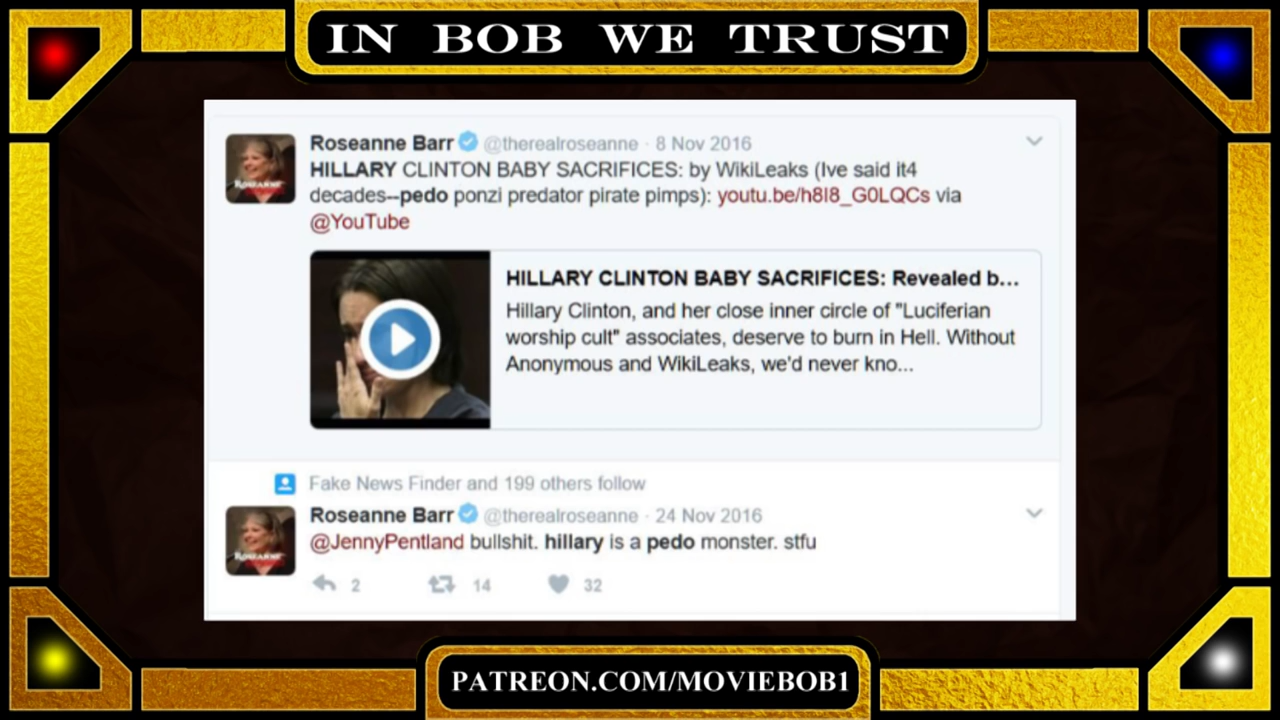 IN BOB WE TRUST
Roseanne Barr @therealroseanne · 8 Nov 2016
HILLARY CLINTON BABY SACRIFICES: by WikiLeaks (Ive said it4
decades--pedo ponzi predator pirate pimps): youtu.be/h8I8_G0LQCs via
@YouTube
HILLARY CLINTON BABY SACRIFICES: Revealed b...
Hillary Clinton, and her close inner circle of "Luciferian
worship cult" associates, deserve to burn in Hell. Without
Anonymous and WikiLeaks, we'd never kno...
Fake News Finder and 199 others follow
Roseanne Barr @therealroseanne · 24 Nov 2016
@JennyPentland bullshit. hillary is a pedo monster. stfu
2 14 32
PATREON.COM/MOVIEBOB1